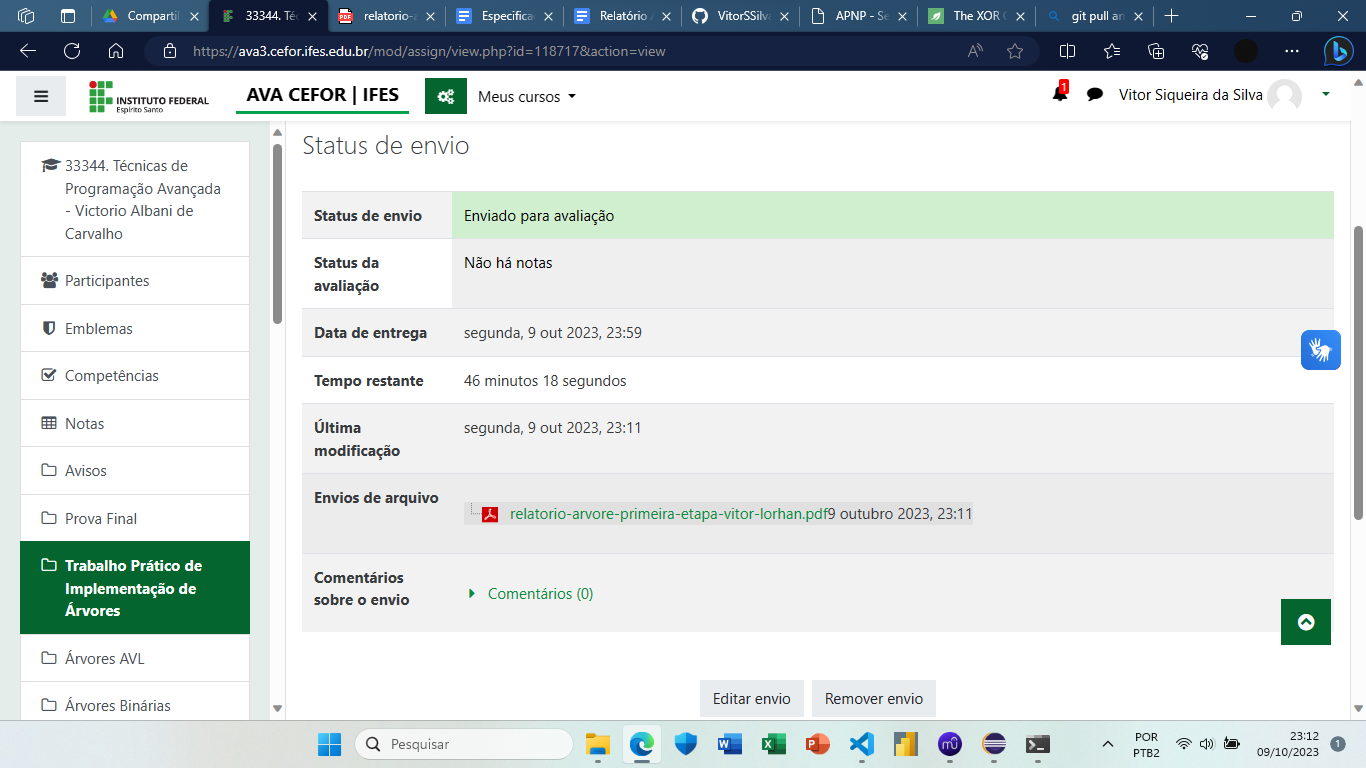 Compartil
33344. Téc
relatorio-a
Especifica
Relatório A
VitorSSilva
APNP - Se
The XOR C
git pull an
https://ava3.cefor.ifes.edu.br/mod/assign/view.php?id=118717&action=view
INSTITUTO FEDERAL
Espírito Santo
AVA CEFOR | IFES
Meus cursos
1
Vitor Siqueira da Silva
33344. Técnicas de
Programação Avançada
- Victorio Albani de
Carvalho
Participantes
Emblemas
Competências
Notas
Avisos
Prova Final
Trabalho Prático de
Implementação de
Árvores
Árvores AVL
Árvores Binárias
Status de envio
Status de envio
Enviado para avaliação
Status da
avaliação
Não há notas
Data de entrega
segunda, 9 out 2023, 23:59
Tempo restante
46 minutos 18 segundos
Última
modificação
segunda, 9 out 2023, 23:11
Envios de arquivo
relatorio-arvore-primeira-etapa-vitor-lorhan.pdf9 outubro 2023, 23:11
Comentários
sobre o envio
Comentários (0)
Editar envio
Remover envio
Pesquisar
POR
PTB2
23:12
09/10/2023
1